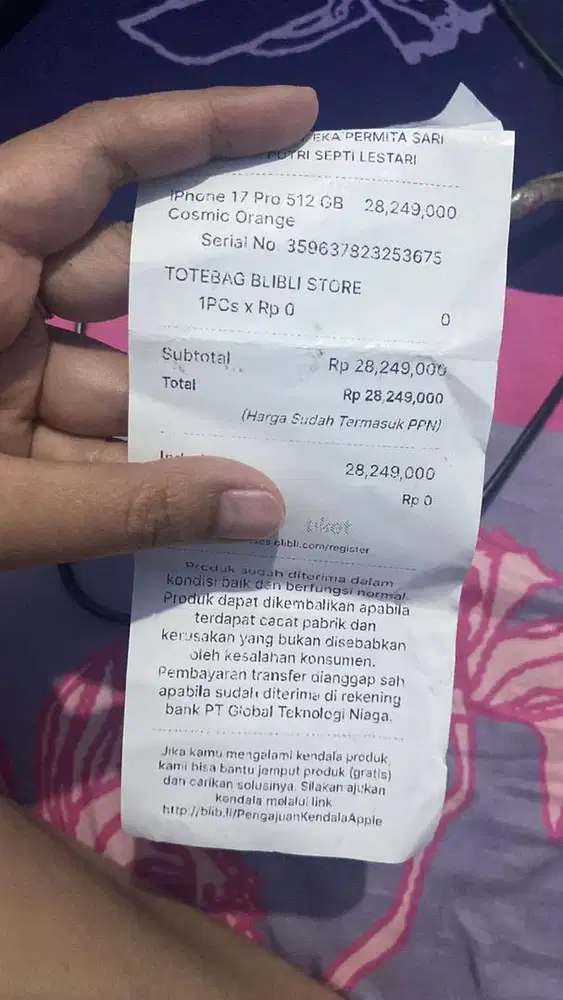 EKA PERMITA SARI
PUTRI SEPTI LESTARI
iPhone 17 Pro 512 GB 28,249,000
Cosmic Orange
Serial No. 359637823253675
TOTEBAG BLIBLI STORE
1PCs x Rp 0
0
Subtotal Rp 28,249,000
Total Rp 28,249,000
(Harga Sudah Termasuk PPN)
28,249,000
Rp 0
tiket
blibli.com/register
Produk sudah diterima dalam
kondisi baik dan berfungsi normal.
Produk dapat dikembalikan apabila
terdapat cacat pabrik dan
kerusakan yang bukan disebabkan
oleh kesalahan konsumen.
Pembayaran transfer dianggap sah
apabila sudah diterima di rekening
bank PT Global Teknologi Niaga.
Jika kamu mengalami kendala produk,
kami bisa bantu jemput produk (gratis)
dan carikan solusinya. Silakan ajukan
kendala melalui link
http://blib.li/PengajuanKendalaApple